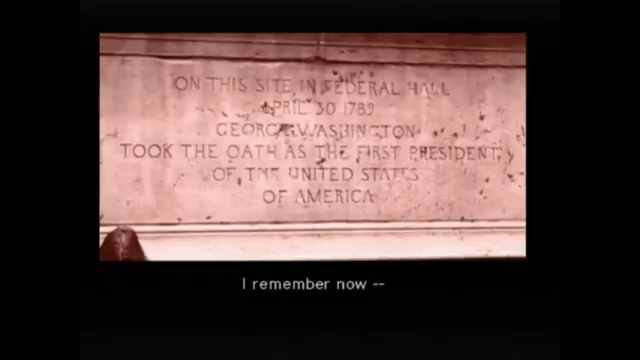 ON THIS SITE IN FEDERAL HALL
APRIL 30 1789
GEORGE WASHINGTON
TOOK THE OATH AS THE FIRST PRESIDENT
OF THE UNITED STATES
OF AMERICA
I remember now --